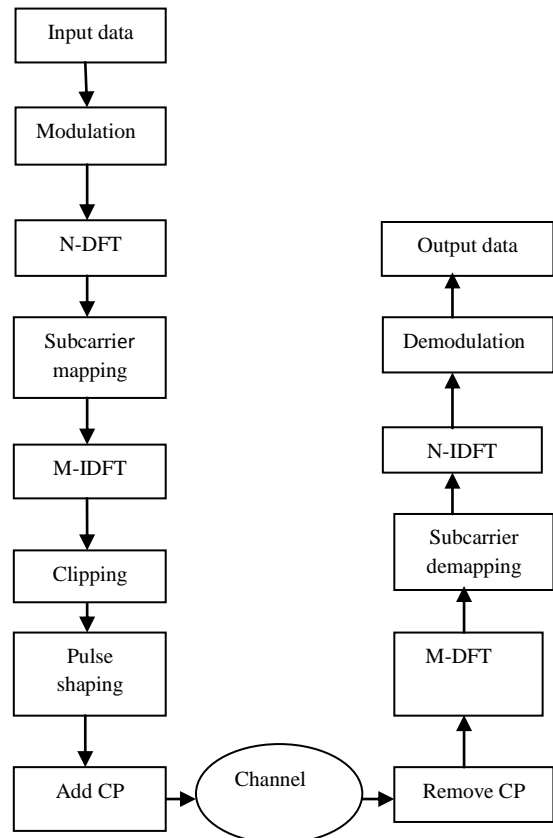 Input data
Modulation
N-DFT
Subcarrier
mapping
M-IDFT
Clipping
Pulse
shaping
Add CP
Channel
Remove CP
M-DFT
Subcarrier
demapping
N-IDFT
Demodulation
Output data